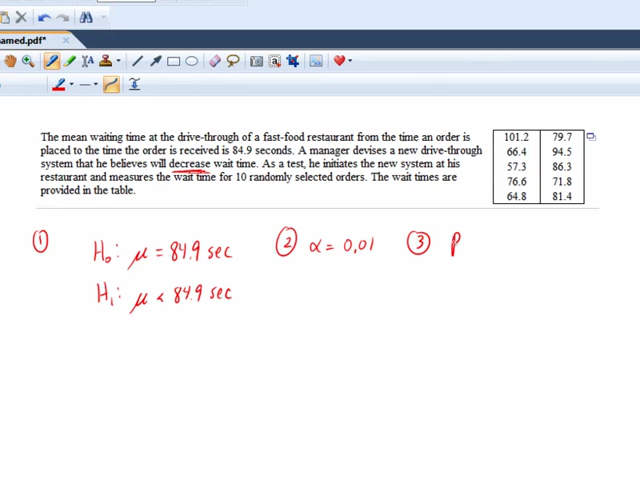 named.pdf*
The mean waiting time at the drive-through of a fast-food restaurant from the time an order is
placed to the time the order is received is 84.9 seconds. A manager devises a new drive-through
system that he believes will decrease wait time. As a test, he initiates the new system at his
restaurant and measures the wait time for 10 randomly selected orders. The wait times are
provided in the table.
101.2 79.7
66.4 94.5
57.3 86.3
76.6 71.8
64.8 81.4
① H₀: μ = 84.9 sec ② α = 0.01 ③ P
H₁: μ < 84.9 sec